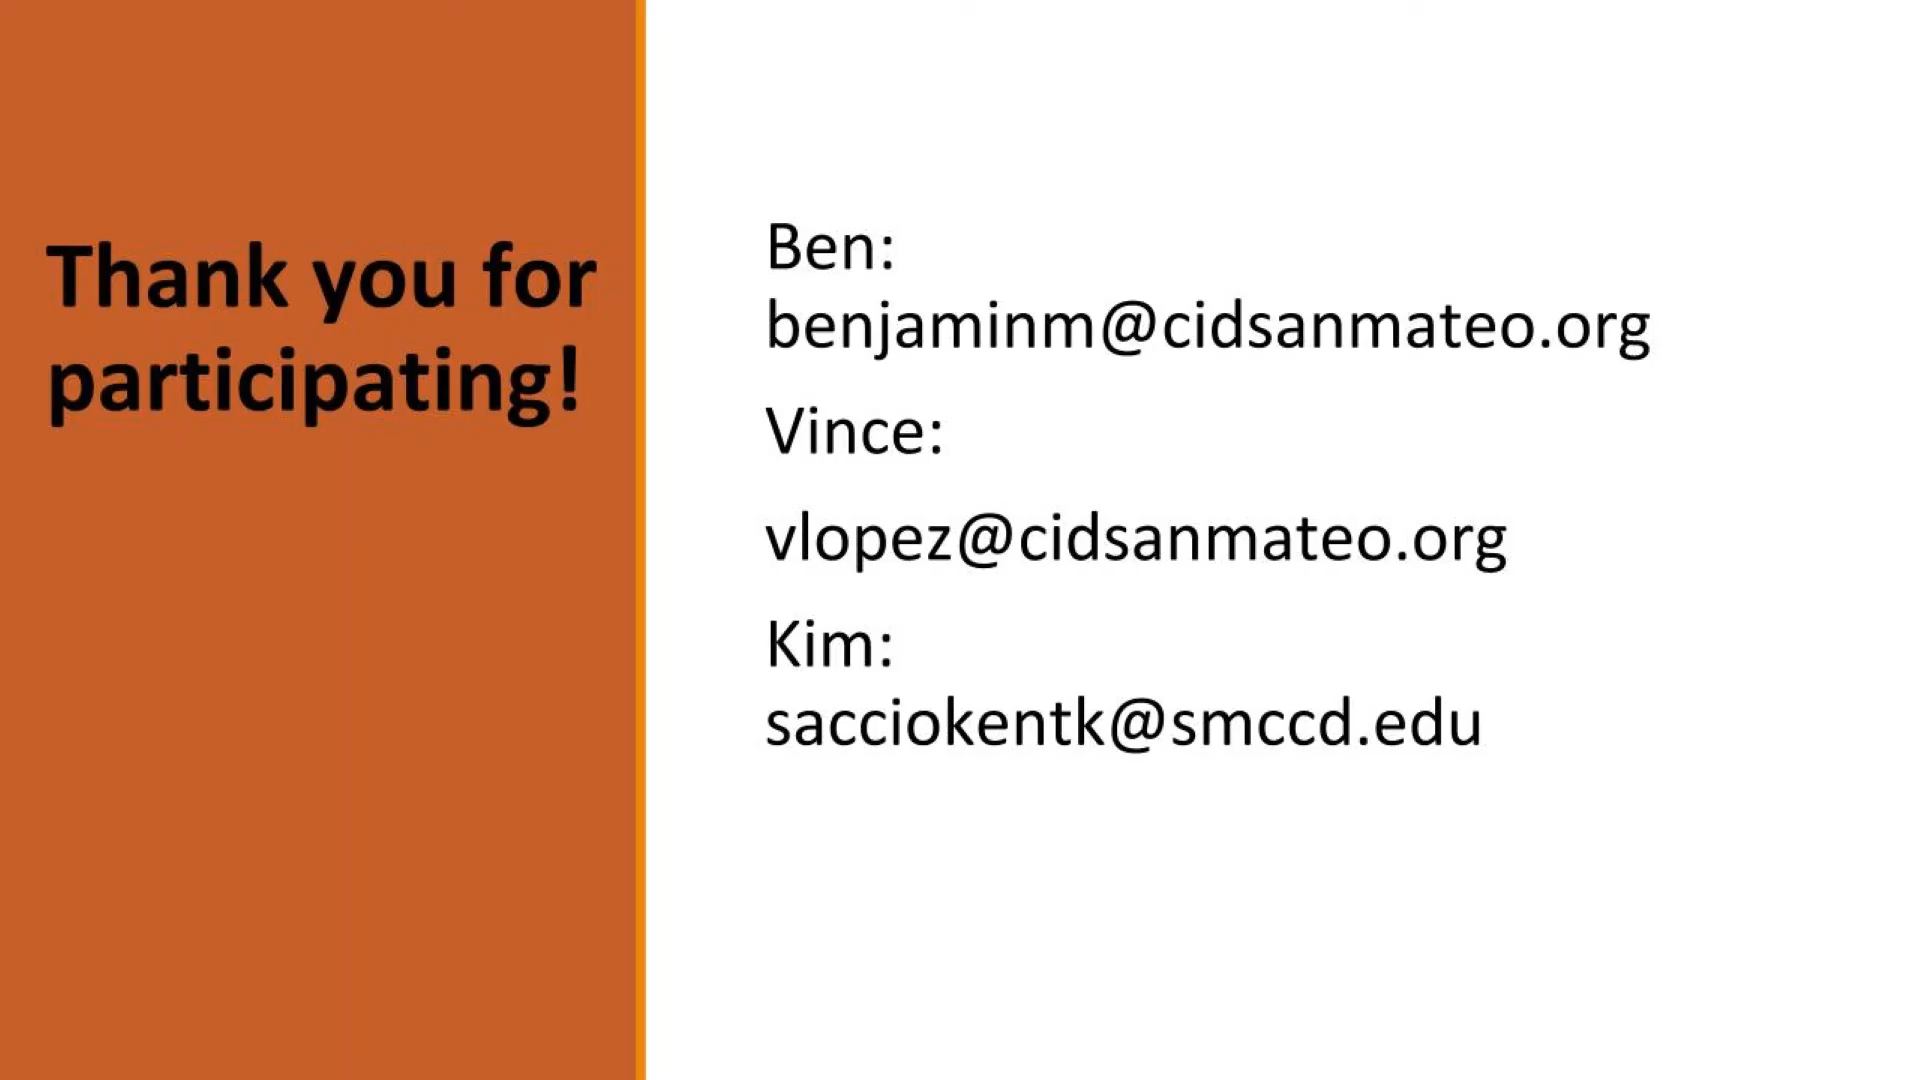 Thank you for
participating!
Ben:
benjaminm@cidsanmateo.org
Vince:
vlopez@cidsanmateo.org
Kim:
sacciokentk@smccd.edu